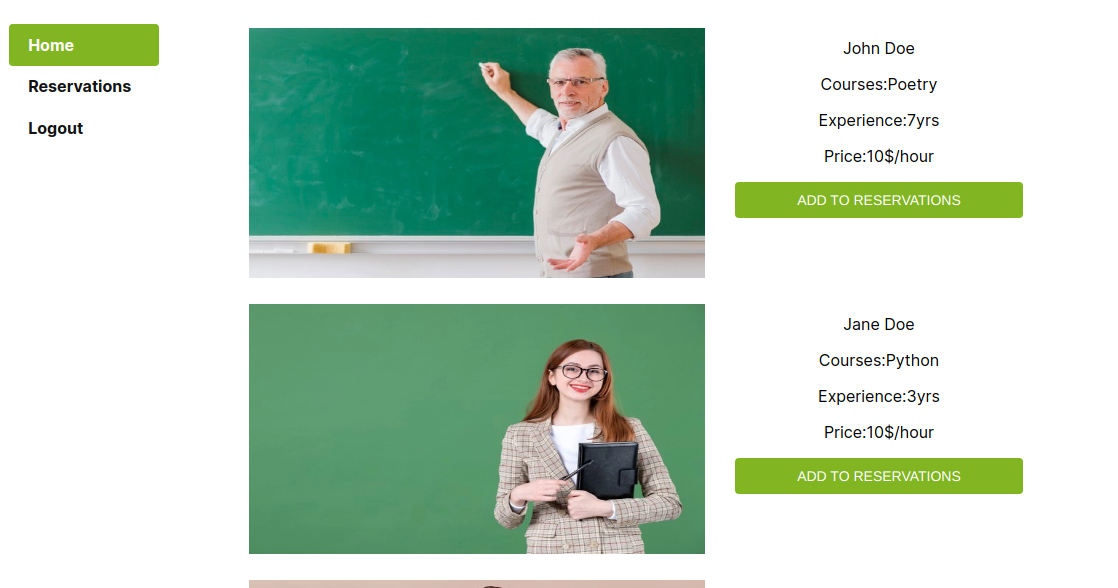 Home
Reservations
Logout
John Doe
Courses:Poetry
Experience:7yrs
Price:10$/hour
ADD TO RESERVATIONS
Jane Doe
Courses:Python
Experience:3yrs
Price:10$/hour
ADD TO RESERVATIONS